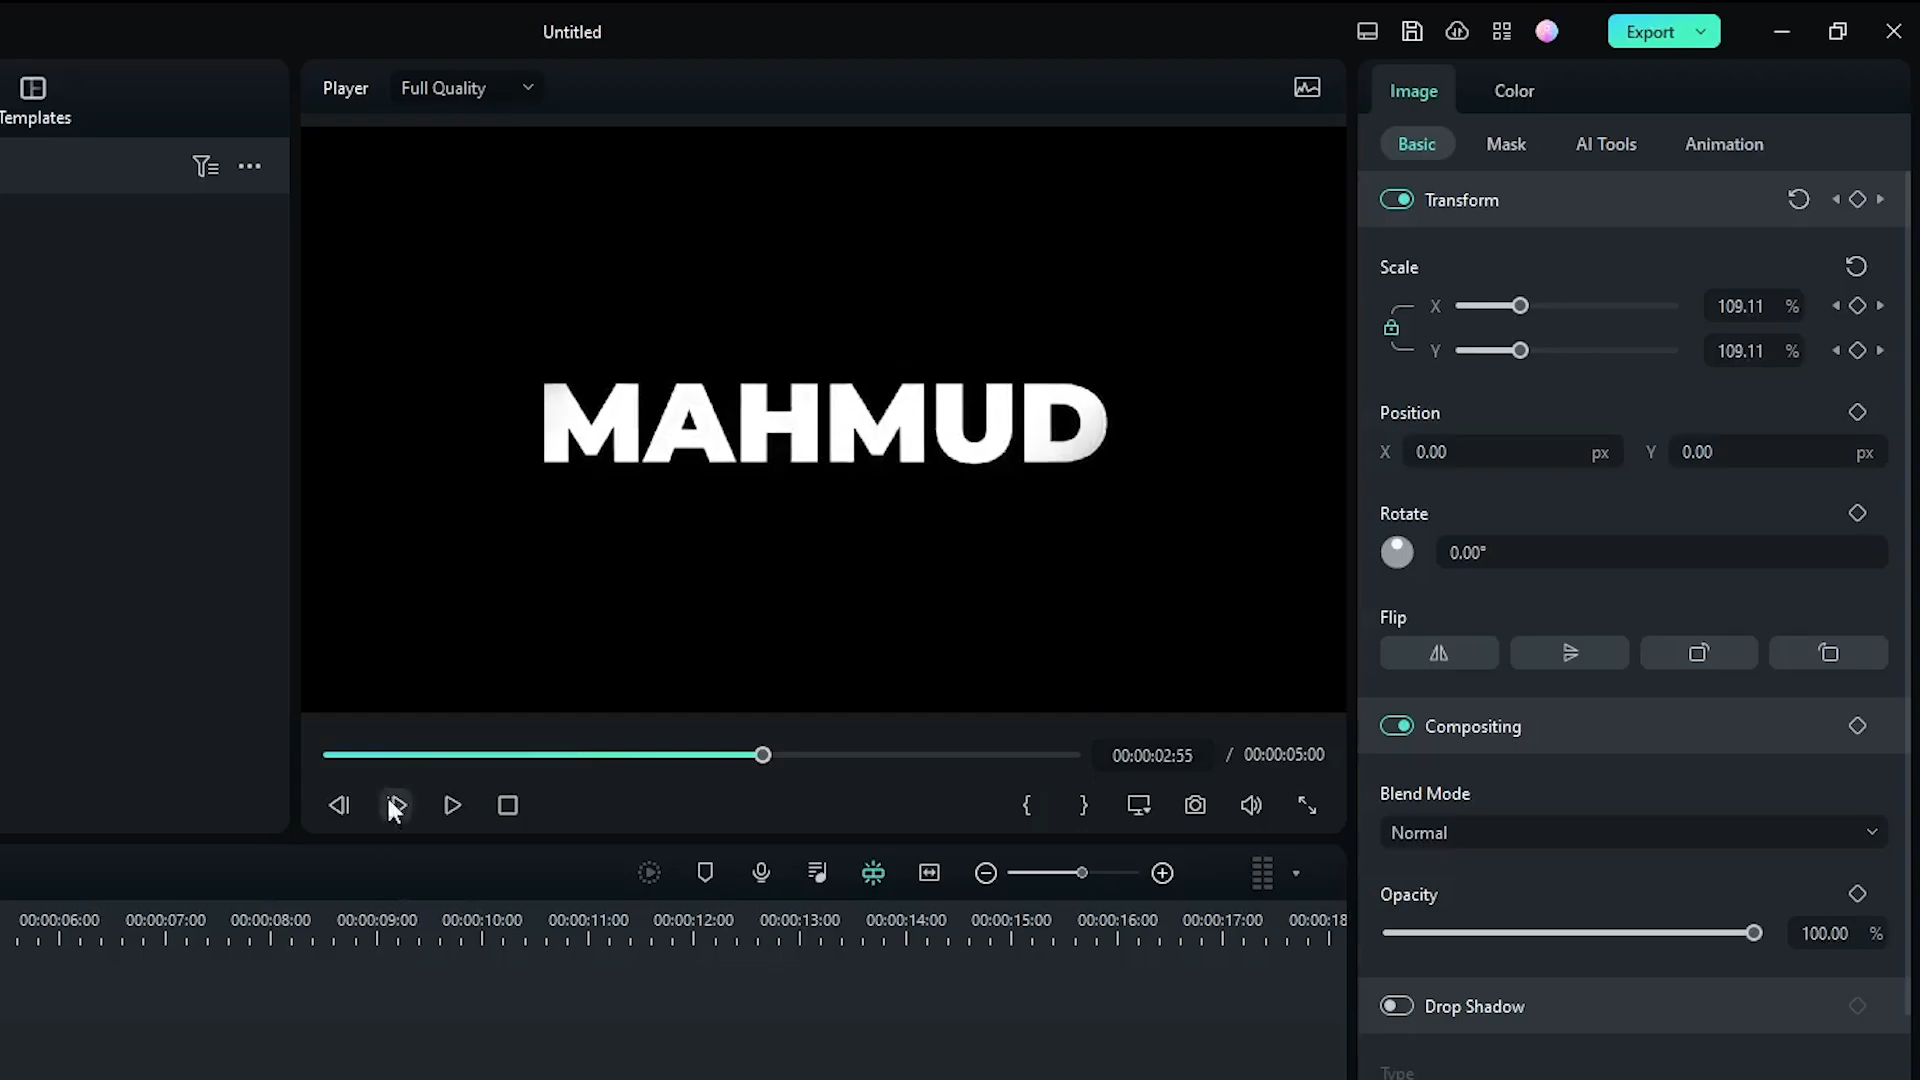 Untitled
Export
Templates
Player
Full Quality
Image
Color
Basic
Mask
AI Tools
Animation
Transform
Scale
X
109.11 %
Y
109.11 %
Position
X 0.00 px Y 0.00 px
Rotate
0.00°
Flip
MAHMUD
00:00:02:55 / 00:00:05:00
{ }
Compositing
Blend Mode
Normal
Opacity
100.00 %
Drop Shadow
Type
00:00:06:00 00:00:07:00 00:00:08:00 00:00:09:00 00:00:10:00 00:00:11:00 00:00:12:00 00:00:13:00 00:00:14:00 00:00:15:00 00:00:16:00 00:00:17:00 00:00:18